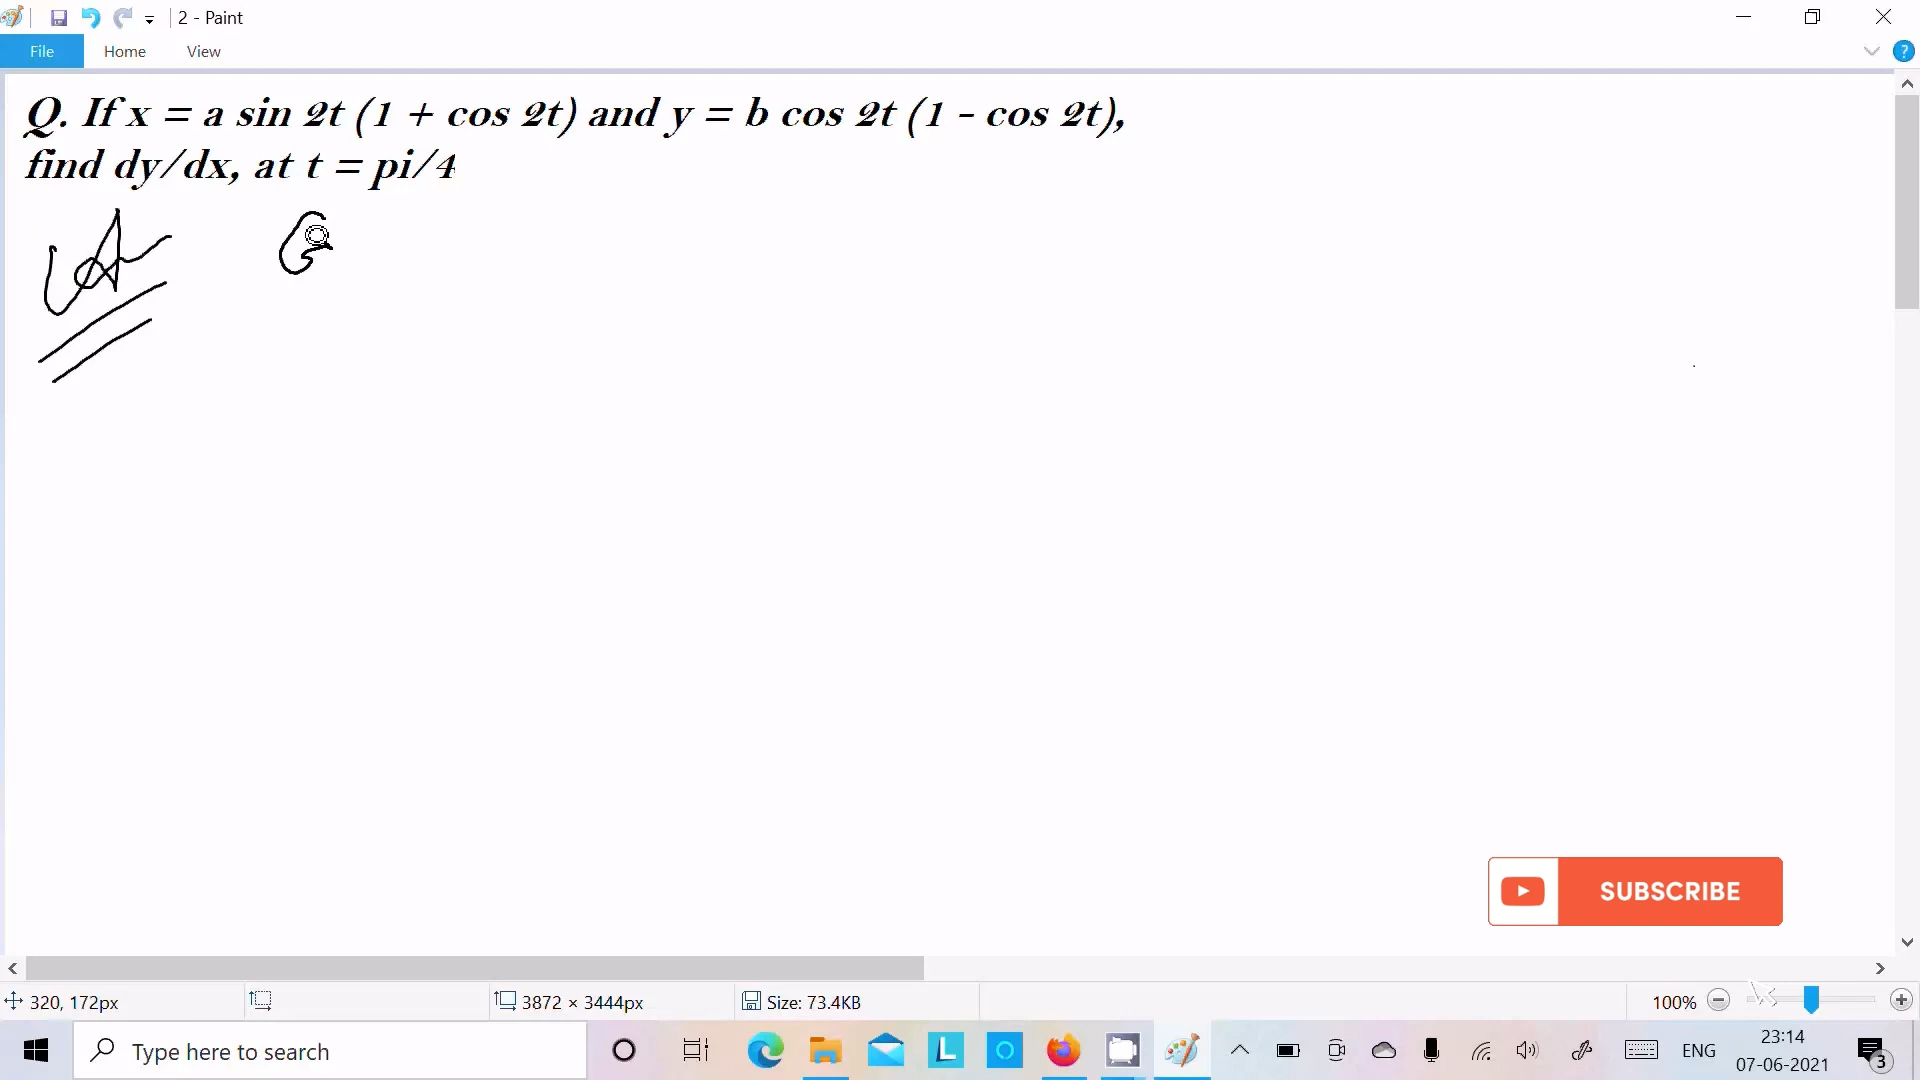 2 - Paint
File Home View
Q. If x = a sin 2t (1 + cos 2t) and y = b cos 2t (1 - cos 2t),
find dy/dx, at t = pi/4
G
SUBSCRIBE
320, 172px 3872 × 3444px Size: 73.4KB 100%
Type here to search
L
ENG
23:14
07-06-2021
3